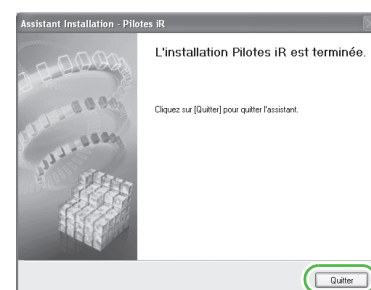 Assistant Installation - Pilotes iR
L'installation Pilotes iR est terminée.
Cliquez sur [Quitter] pour quitter l'assistant.
Quitter